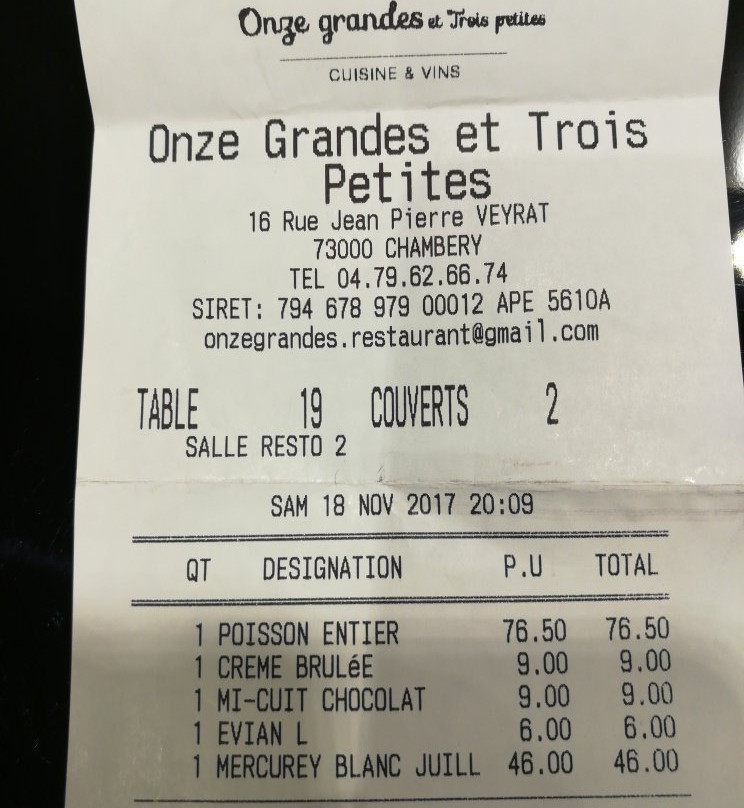 Onze grandes et Trois petites
CUISINE & VINS
Onze Grandes et Trois
Petites
16 Rue Jean Pierre VEYRAT
73000 CHAMBERY
TEL 04.79.62.66.74
SIRET: 794 678 979 00012 APE 5610A
onzegrandes.restaurant@gmail.com
TABLE 19 COUVERTS 2
SALLE RESTO 2
SAM 18 NOV 2017 20:09
QT DESIGNATION P.U TOTAL
1 POISSON ENTIER 76.50 76.50
1 CREME BRULéE 9.00 9.00
1 MI-CUIT CHOCOLAT 9.00 9.00
1 EVIAN L 6.00 6.00
1 MERCUREY BLANC JUILL 46.00 46.00